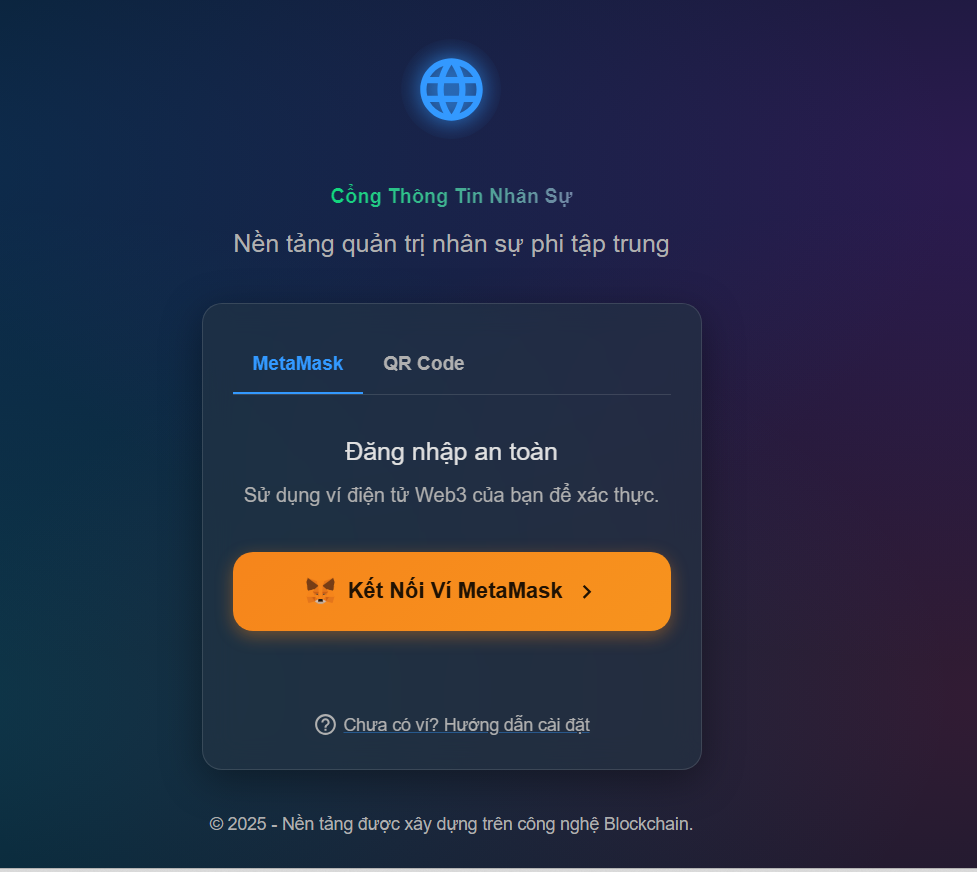 Cổng Thông Tin Nhân Sự
Nền tảng quản trị nhân sự phi tập trung
MetaMask QR Code
Đăng nhập an toàn
Sử dụng ví điện tử Web3 của bạn để xác thực.
Kết Nối Ví MetaMask
Chưa có ví? Hướng dẫn cài đặt
© 2025 - Nền tảng được xây dựng trên công nghệ Blockchain.